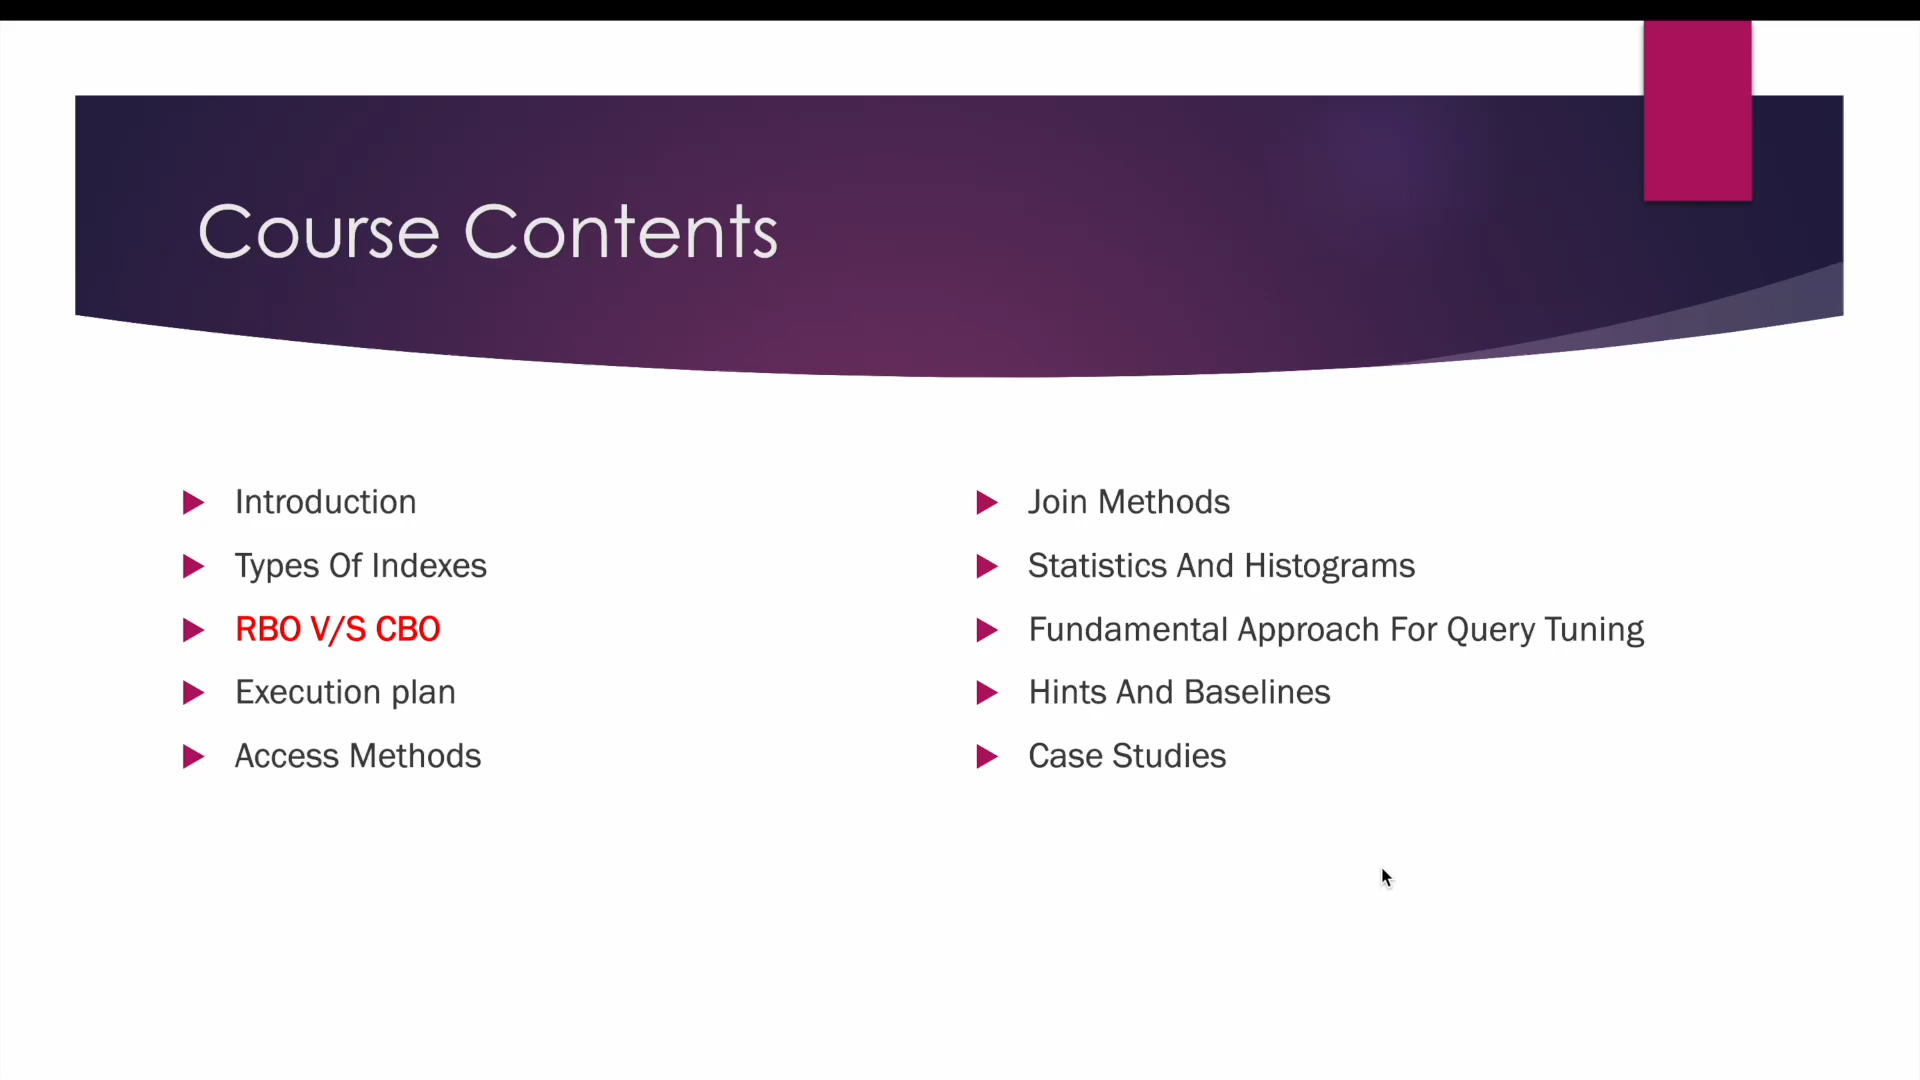 Course Contents
Introduction
Types Of Indexes
RBO V/S CBO
Execution plan
Access Methods
Join Methods
Statistics And Histograms
Fundamental Approach For Query Tuning
Hints And Baselines
Case Studies